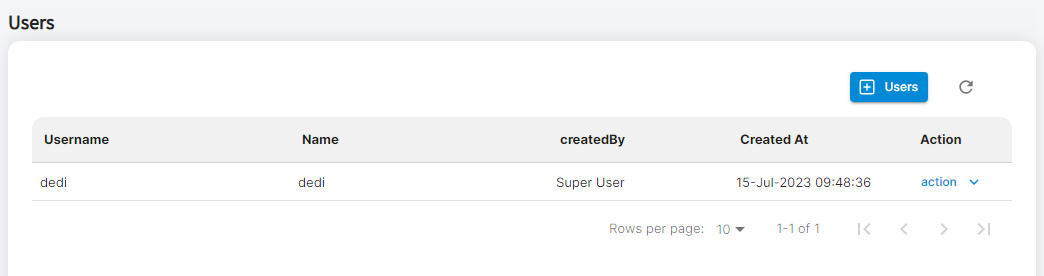 Users
Users
Username Name createdBy Created At Action
dedi dedi Super User 15-Jul-2023 09:48:36 action
Rows per page: 10 1-1 of 1